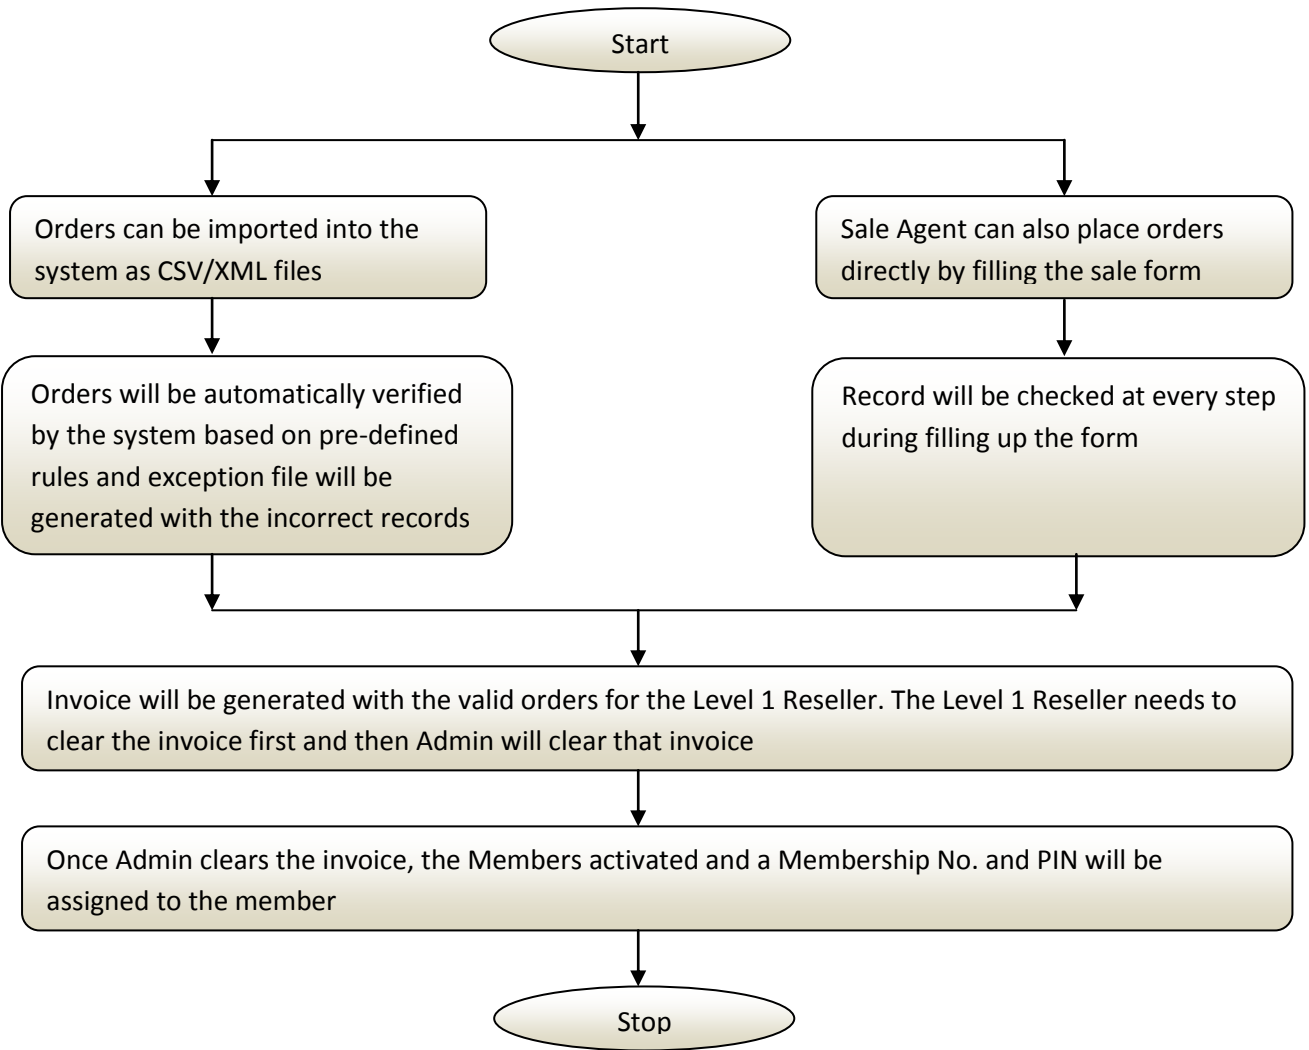 Start
Orders can be imported into the
system as CSV/XML files
Sale Agent can also place orders
directly by filling the sale form
Orders will be automatically verified
by the system based on pre-defined
rules and exception file will be
generated with the incorrect records
Record will be checked at every step
during filling up the form
Invoice will be generated with the valid orders for the Level 1 Reseller. The Level 1 Reseller needs to
clear the invoice first and then Admin will clear that invoice
Once Admin clears the invoice, the Members activated and a Membership No. and PIN will be
assigned to the member
Stop